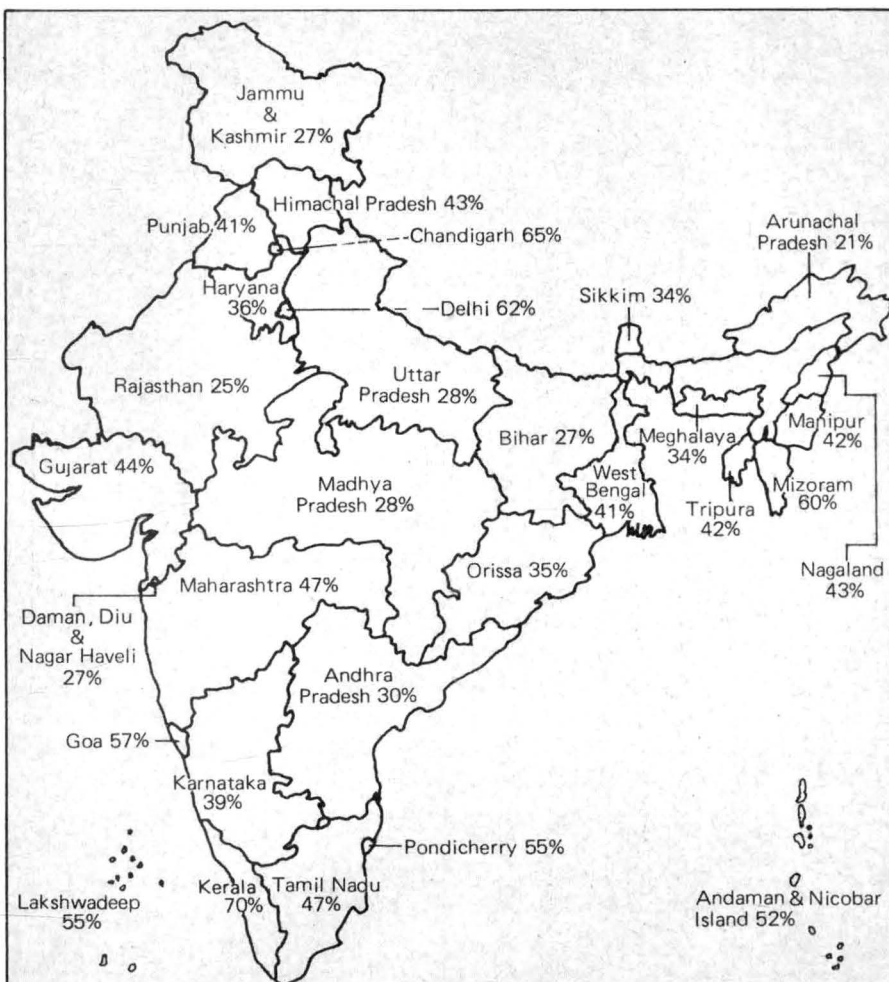 Jammu
&
Kashmir 27%
Himachal Pradesh 43%
Punjab 41%
Chandigarh 65%
Arunachal
Pradesh 21%
Haryana
36%
Delhi 62%
Sikkim 34%
Rajasthan 25%
Uttar
Pradesh 28%
Bihar 27%
Meghalaya
34%
Manipur
42%
Gujarat 44%
Madhya
Pradesh 28%
West
Bengal
41%
Tripura
42%
Mizoram
60%
Nagaland
43%
Maharashtra 47%
Orissa 35%
Daman, Diu
&
Nagar Haveli
27%
Andhra
Pradesh 30%
Goa 57%
Karnataka
39%
Pondicherry 55%
Lakshwadeep
55%
Kerala
70%
Tamil Nadu
47%
Andaman & Nicobar
Island 52%